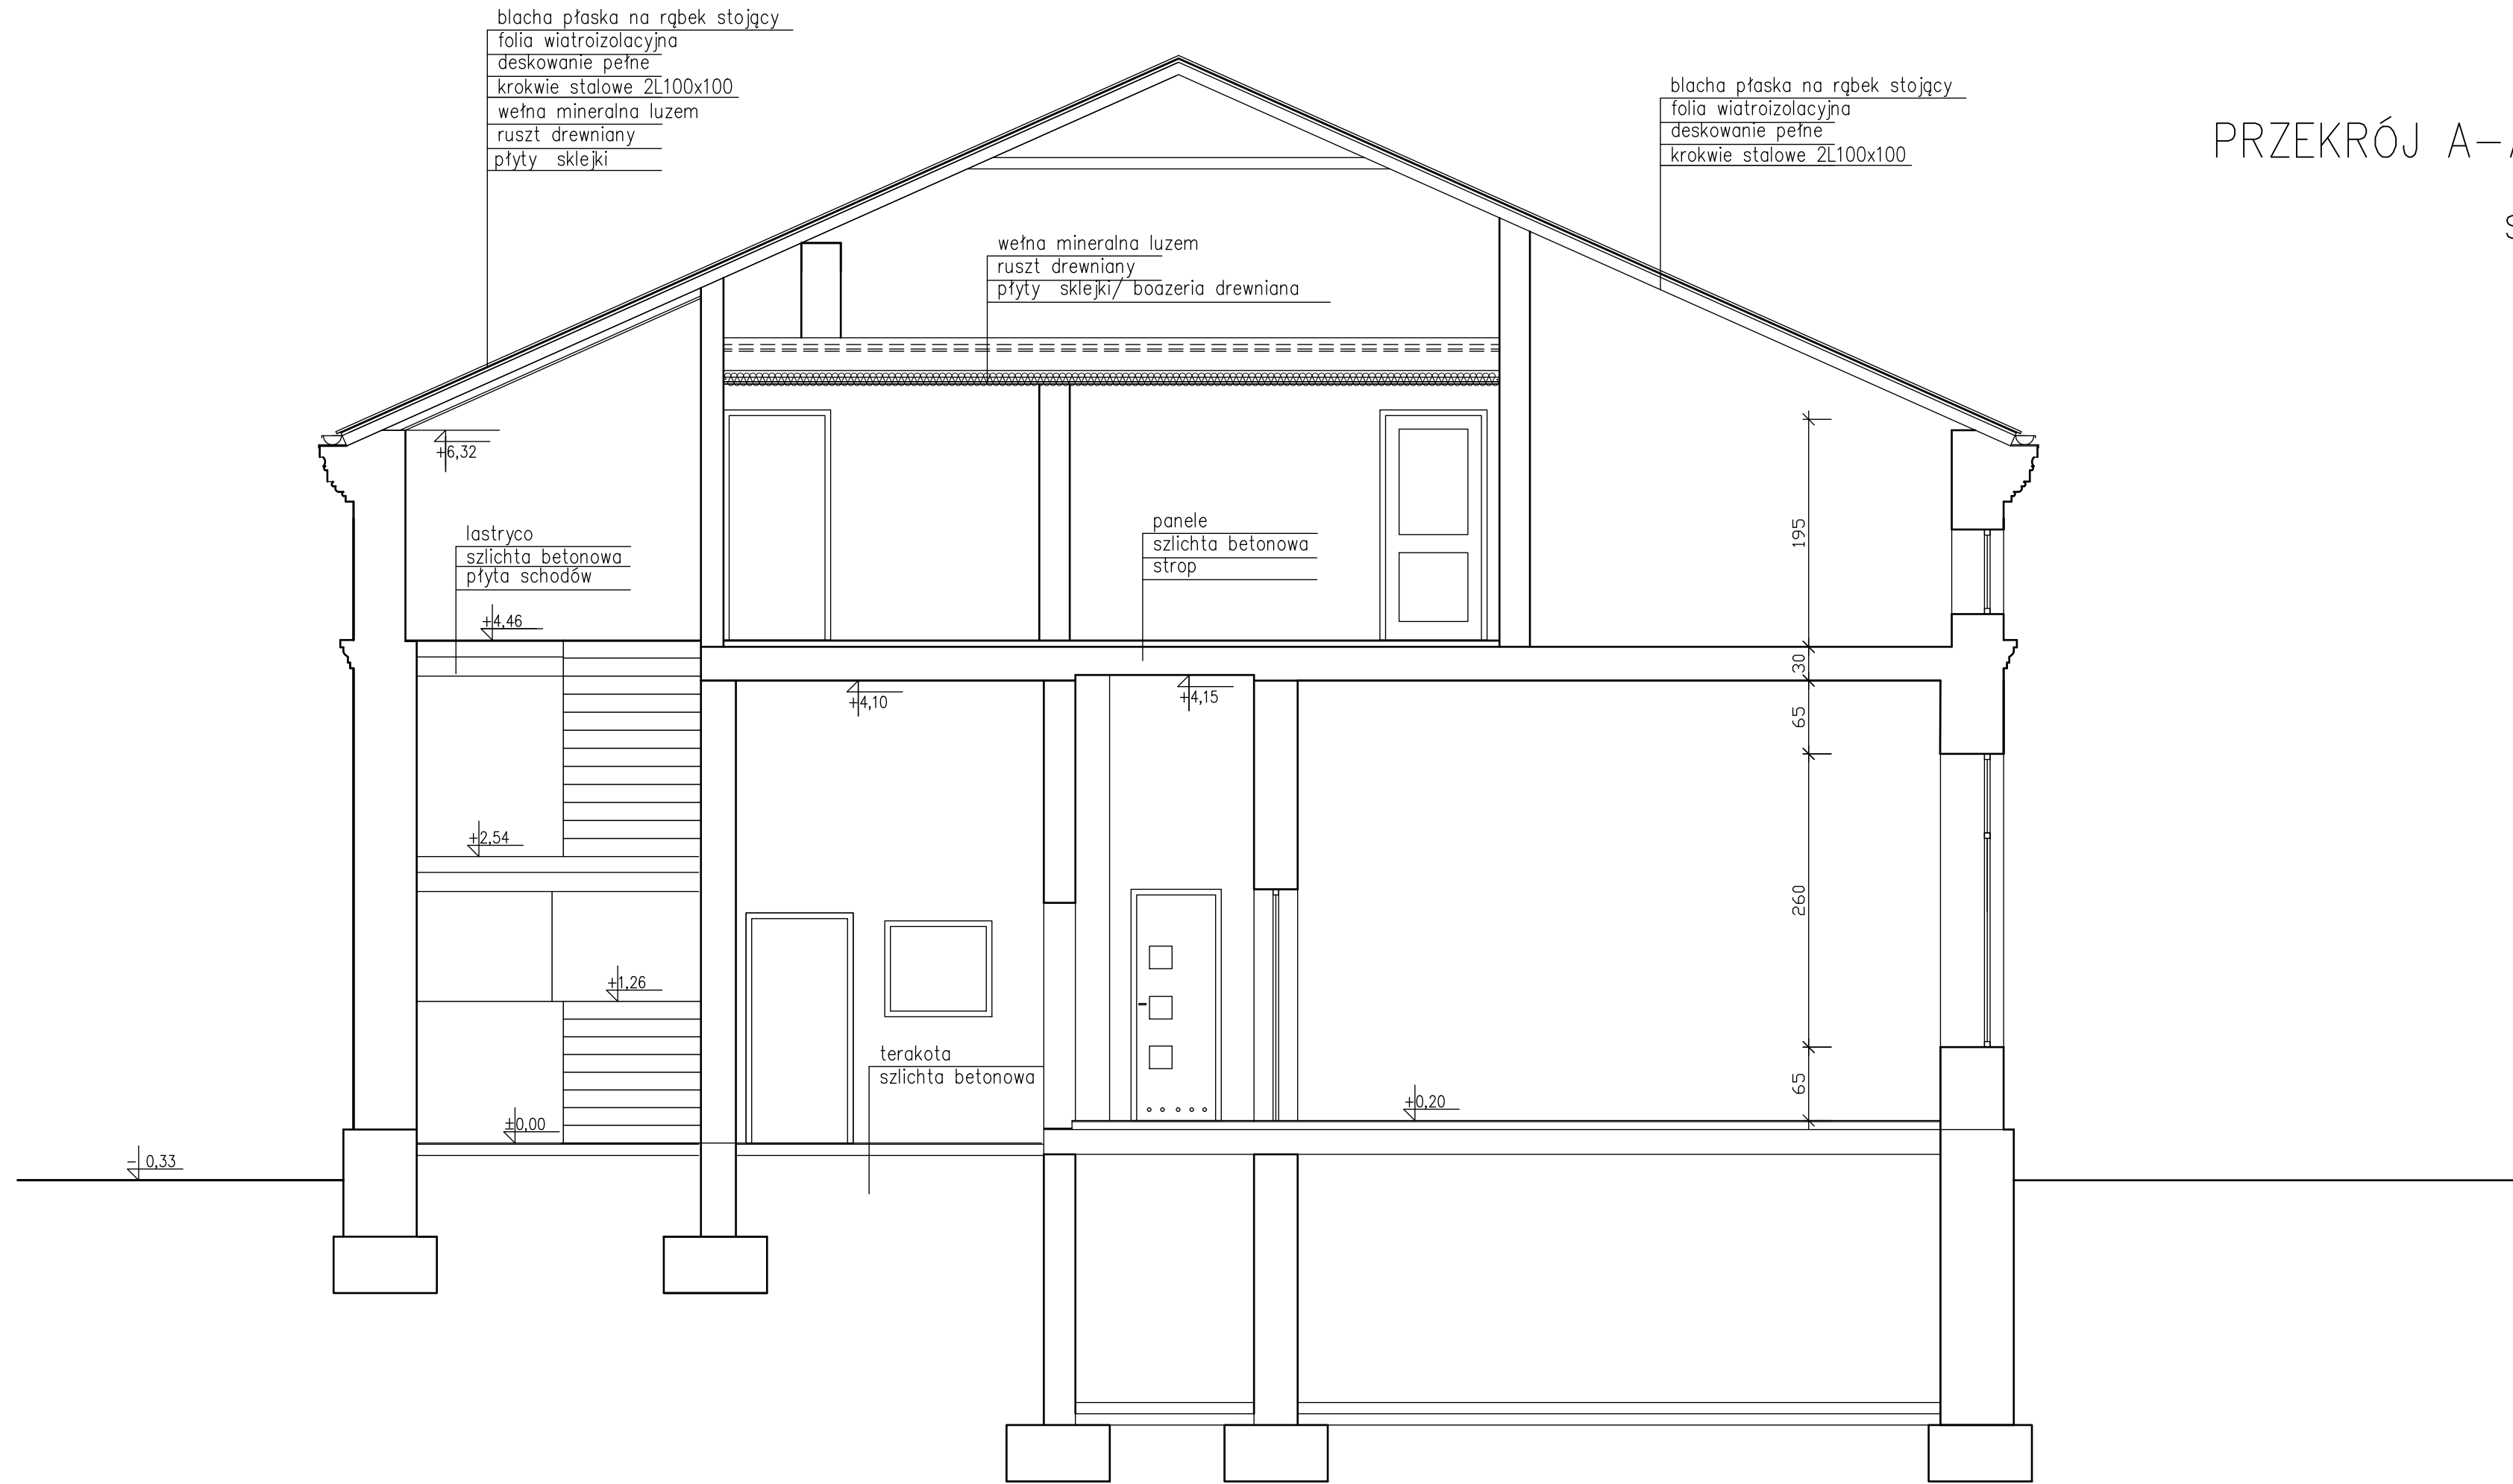 blacha płaska na rąbek stojący
folia wiatroizolacyjna
deskowanie pełne
krokwie stalowe 2L100x100
wełna mineralna luzem
ruszt drewniany
płyty sklejki
blacha płaska na rąbek stojący
folia wiatroizolacyjna
deskowanie pełne
krokwie stalowe 2L100x100
PRZEKRÓJ A-A
S
wełna mineralna luzem
ruszt drewniany
płyty sklejki/ boazeria drewniana
+6,32
lastryco
szlichta betonowa
płyta schodów
panele
szlichta betonowa
strop
195
+4,46
30
+4,10
+4,15
65
+2,54
260
+1,26
terakota
szlichta betonowa
65
+0,20
±0,00
- 0,33